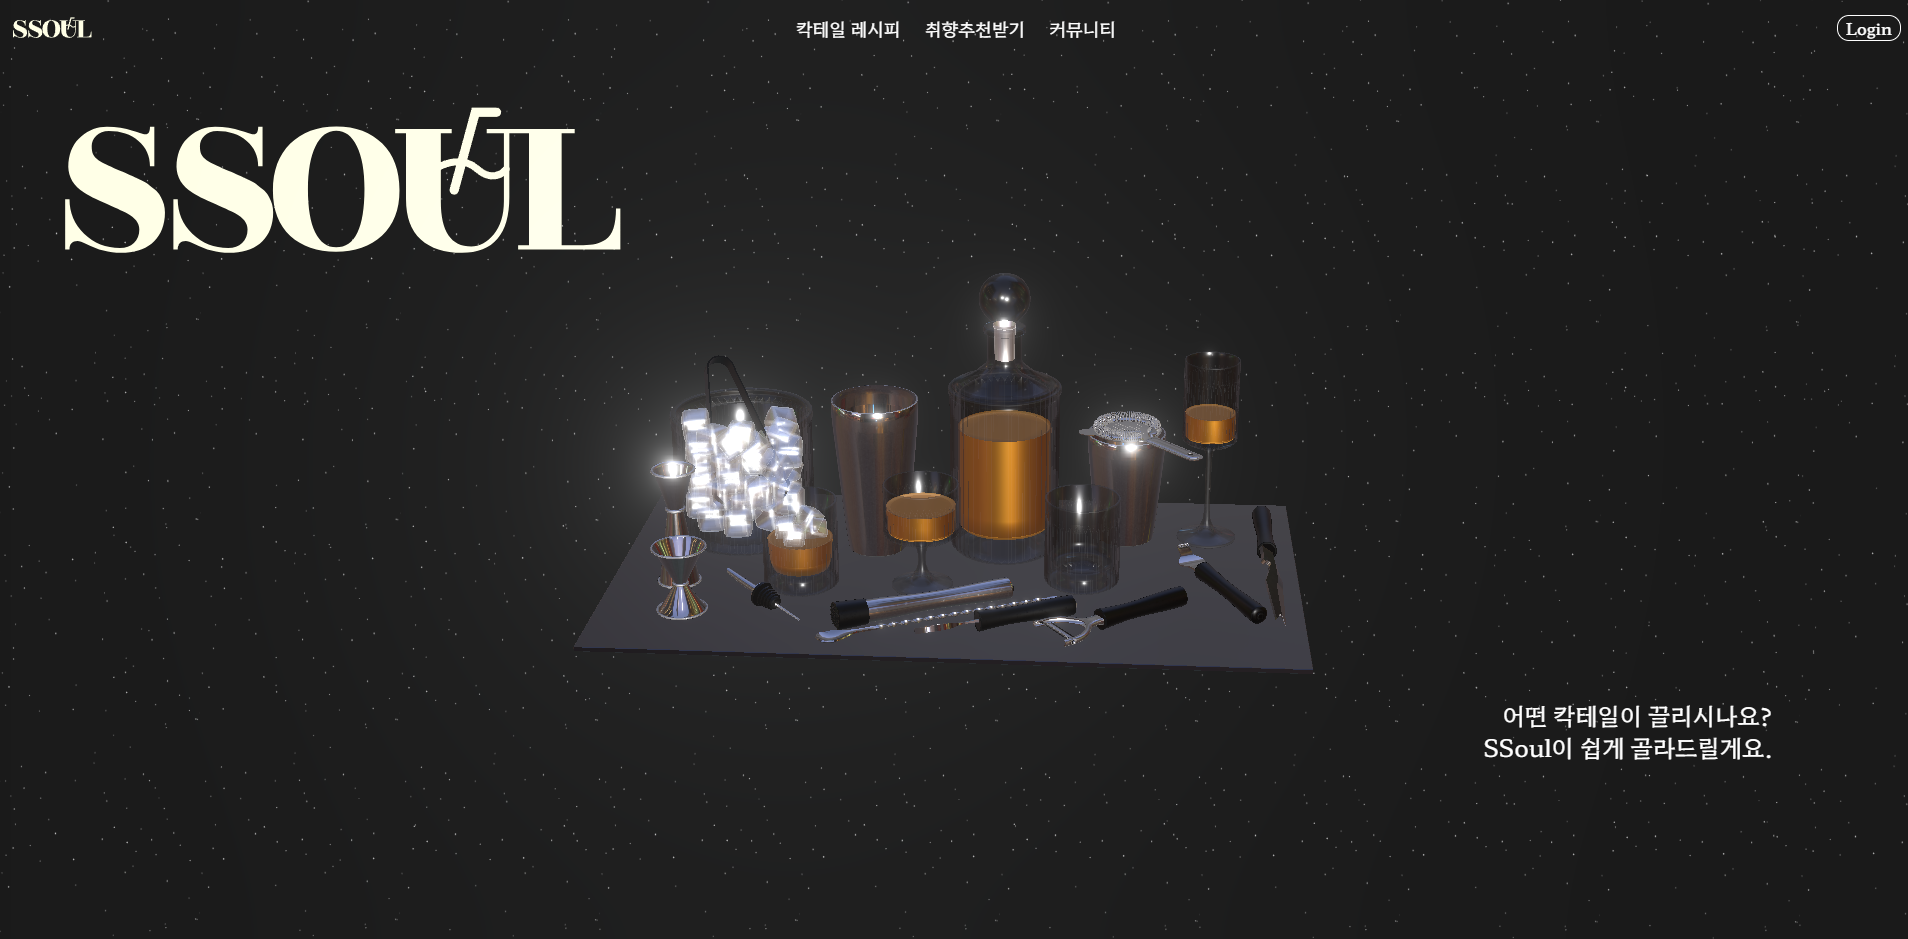 SSOUL
칵테일 레시피
취향추천받기
커뮤니티
Login
SSOUL
어떤 칵테일이 끌리시나요?
SSoul이 쉽게 골라드릴게요.